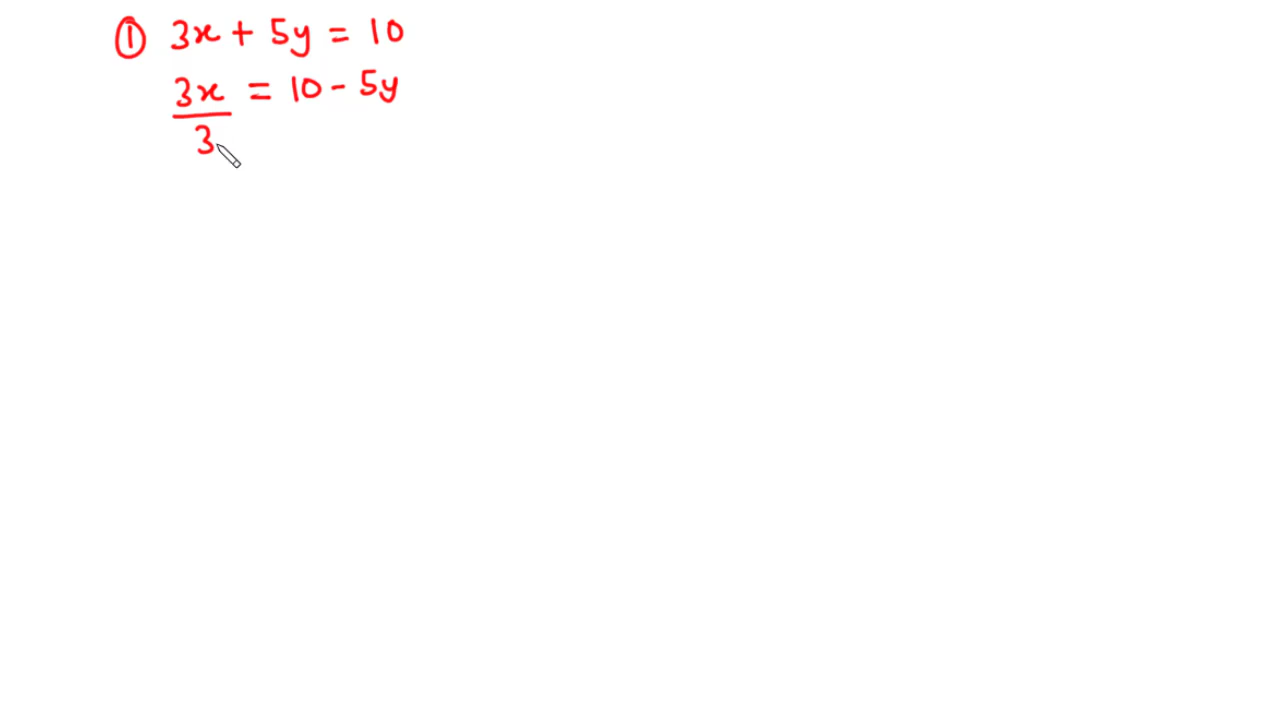 ① 3x + 5y = 10
3x = 10 - 5y
3